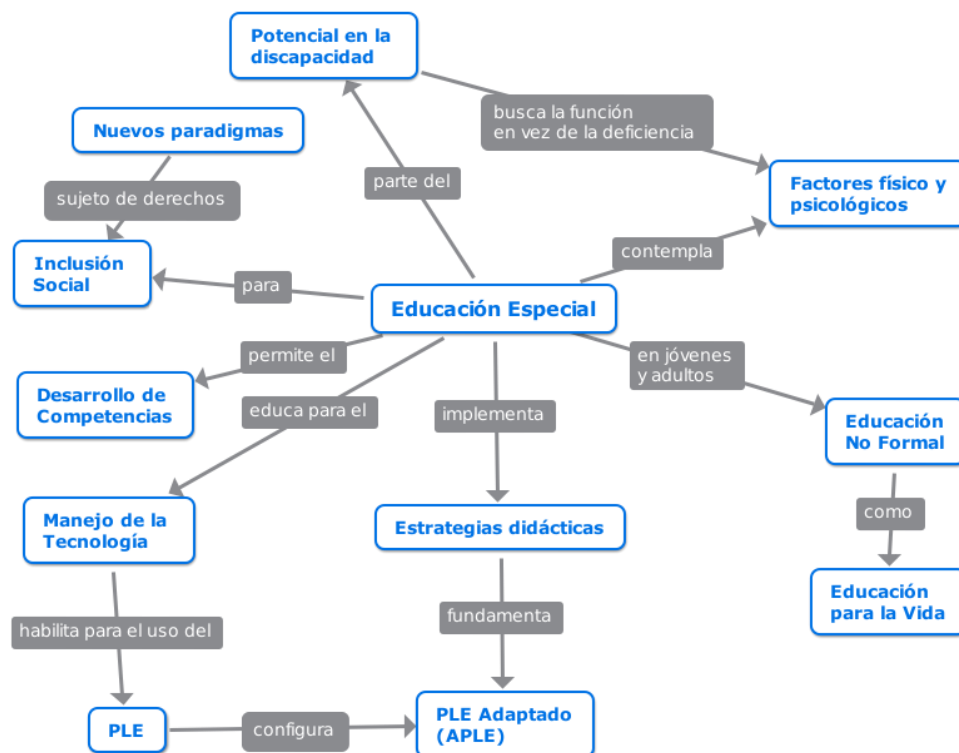 Potencial en la
discapacidad
busca la función
en vez de la deficiencia
Nuevos paradigmas
parte del
Factores físico y
psicológicos
sujeto de derechos
contempla
Inclusión
Social
para
Educación Especial
permite el
en jóvenes
y adultos
Desarrollo de
Competencias
educa para el
implementa
Educación
No Formal
Manejo de la
Tecnología
Estrategias didácticas
como
Educación
para la Vida
habilita para el uso del
fundamenta
PLE
configura
PLE Adaptado
(APLE)